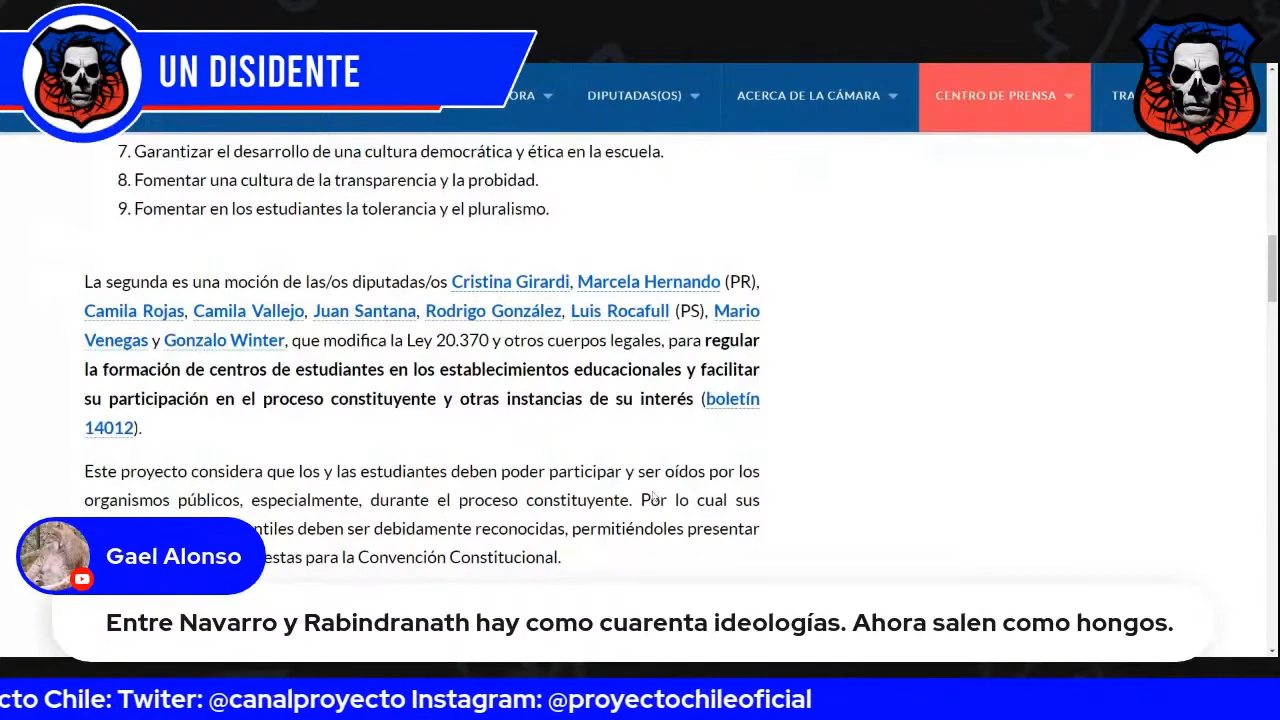 UN DISIDENTE
ORA
DIPUTADAS(OS)
ACERCA DE LA CÁMARA
CENTRO DE PRENSA
TRA
7. Garantizar el desarrollo de una cultura democrática y ética en la escuela.
8. Fomentar una cultura de la transparencia y la probidad.
9. Fomentar en los estudiantes la tolerancia y el pluralismo.
La segunda es una moción de las/os diputadas/os Cristina Girardi, Marcela Hernando (PR),
Camila Rojas, Camila Vallejo, Juan Santana, Rodrigo González, Luis Rocafull (PS), Mario
Venegas y Gonzalo Winter, que modifica la Ley 20.370 y otros cuerpos legales, para regular
la formación de centros de estudiantes en los establecimientos educacionales y facilitar
su participación en el proceso constituyente y otras instancias de su interés (boletín
14012).
Este proyecto considera que los y las estudiantes deben poder participar y ser oídos por los
organismos públicos, especialmente, durante el proceso constituyente. Por lo cual sus
ntiles deben ser debidamente reconocidas, permitiéndoles presentar
estas para la Convención Constitucional.
Gael Alonso
Entre Navarro y Rabindranath hay como cuarenta ideologías. Ahora salen como hongos.
cto Chile: Twiter: @canalproyecto Instagram: @proyectochileoficial